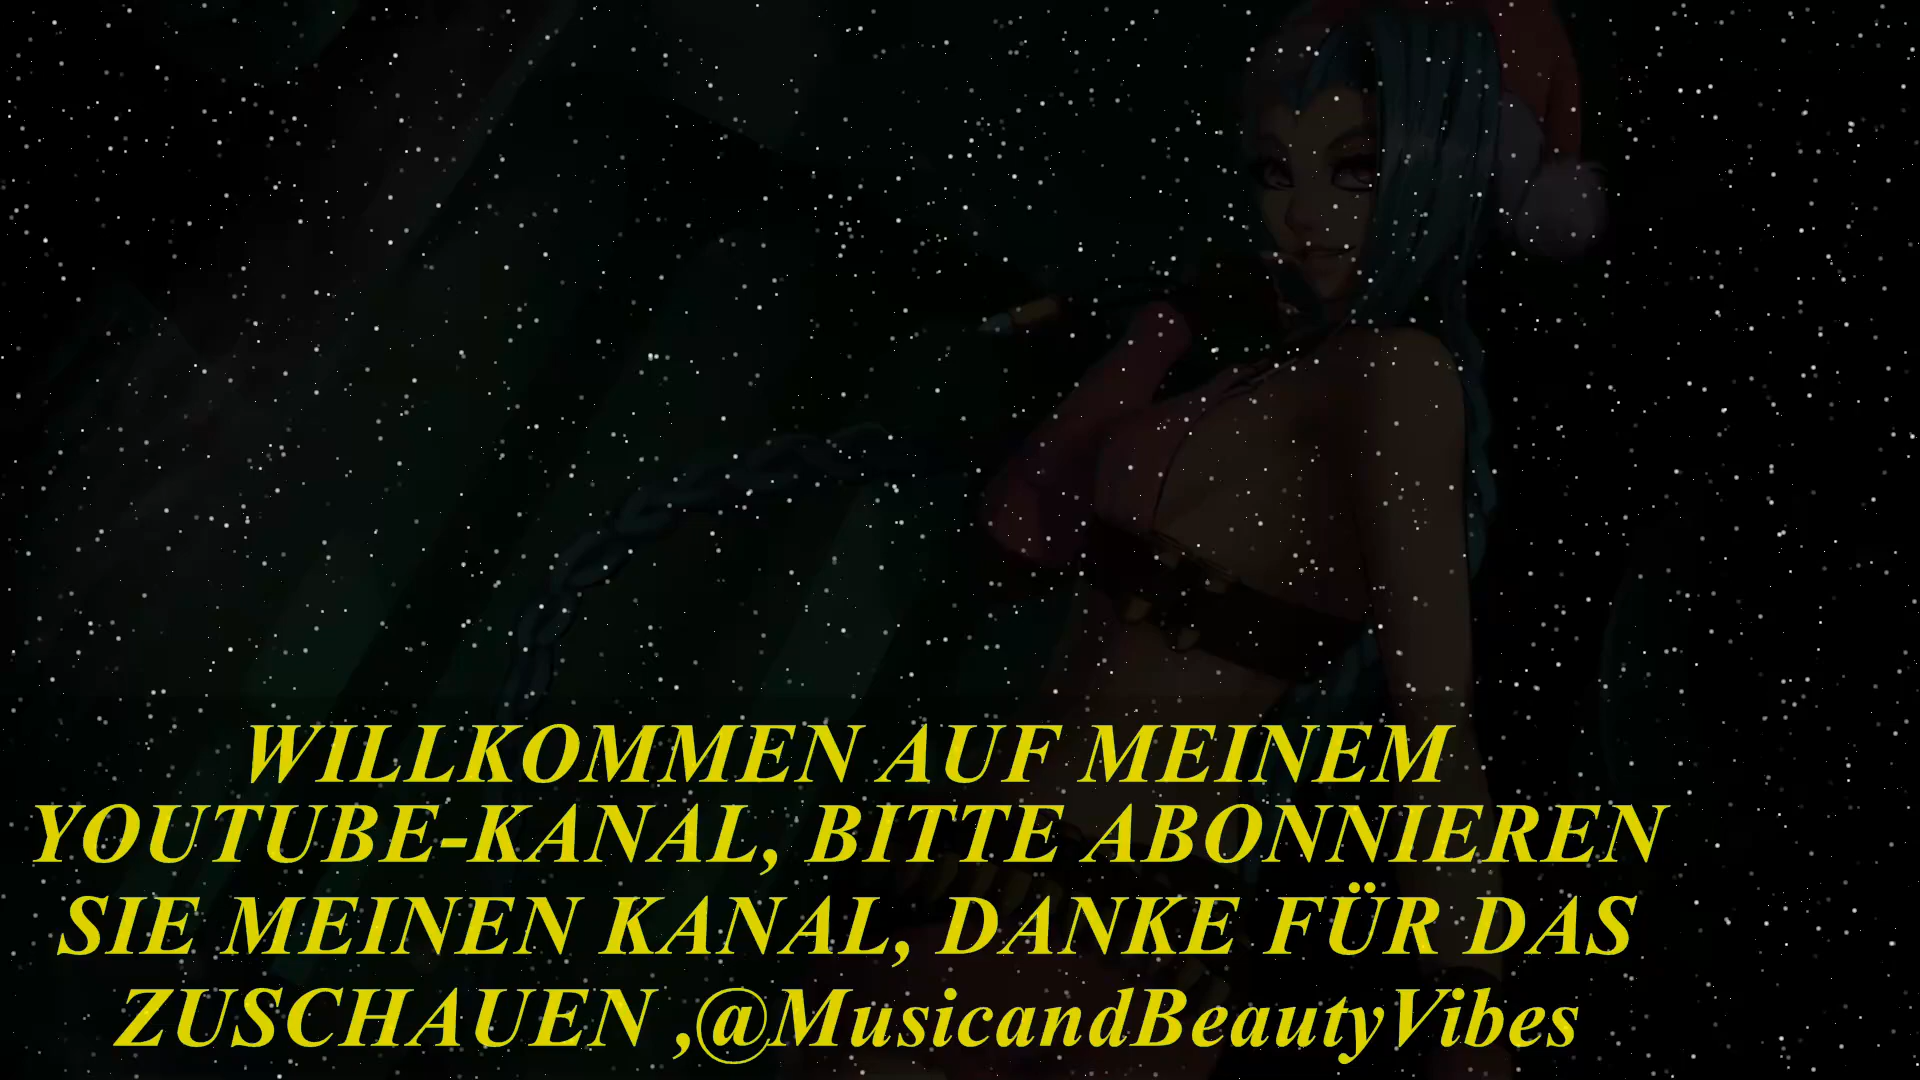 WILLKOMMEN AUF MEINEM
YOUTUBE-KANAL, BITTE ABONNIEREN
SIE MEINEN KANAL, DANKE FÜR DAS
ZUSCHAUEN ,@MusicandBeautyVibes